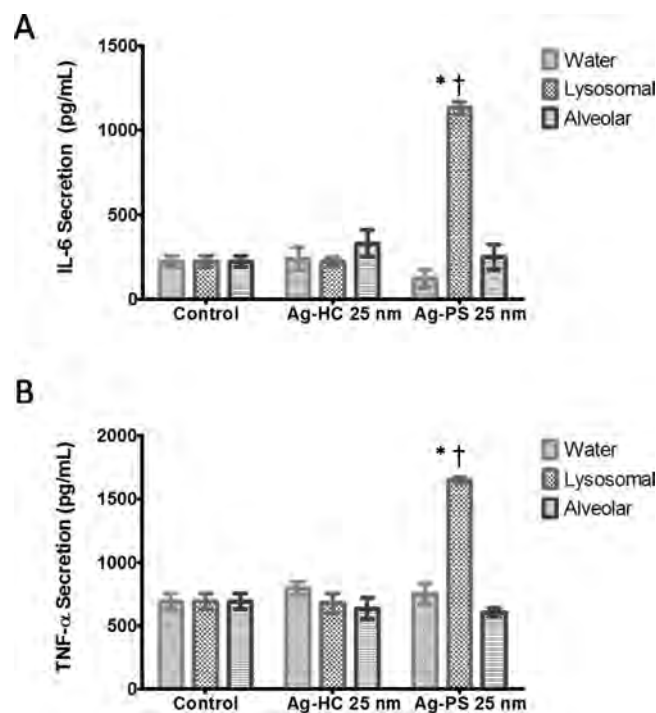 A
IL-6 Secretion (pg/mL)
1500
1000
500
0
* †
Water
Lysosomal
Alveolar
Control Ag-HC 25 nm Ag-PS 25 nm
B
TNF-α Secretion (pg/mL)
2000
1500
1000
500
0
* †
Water
Lysosomal
Alveolar
Control Ag-HC 25 nm Ag-PS 25 nm